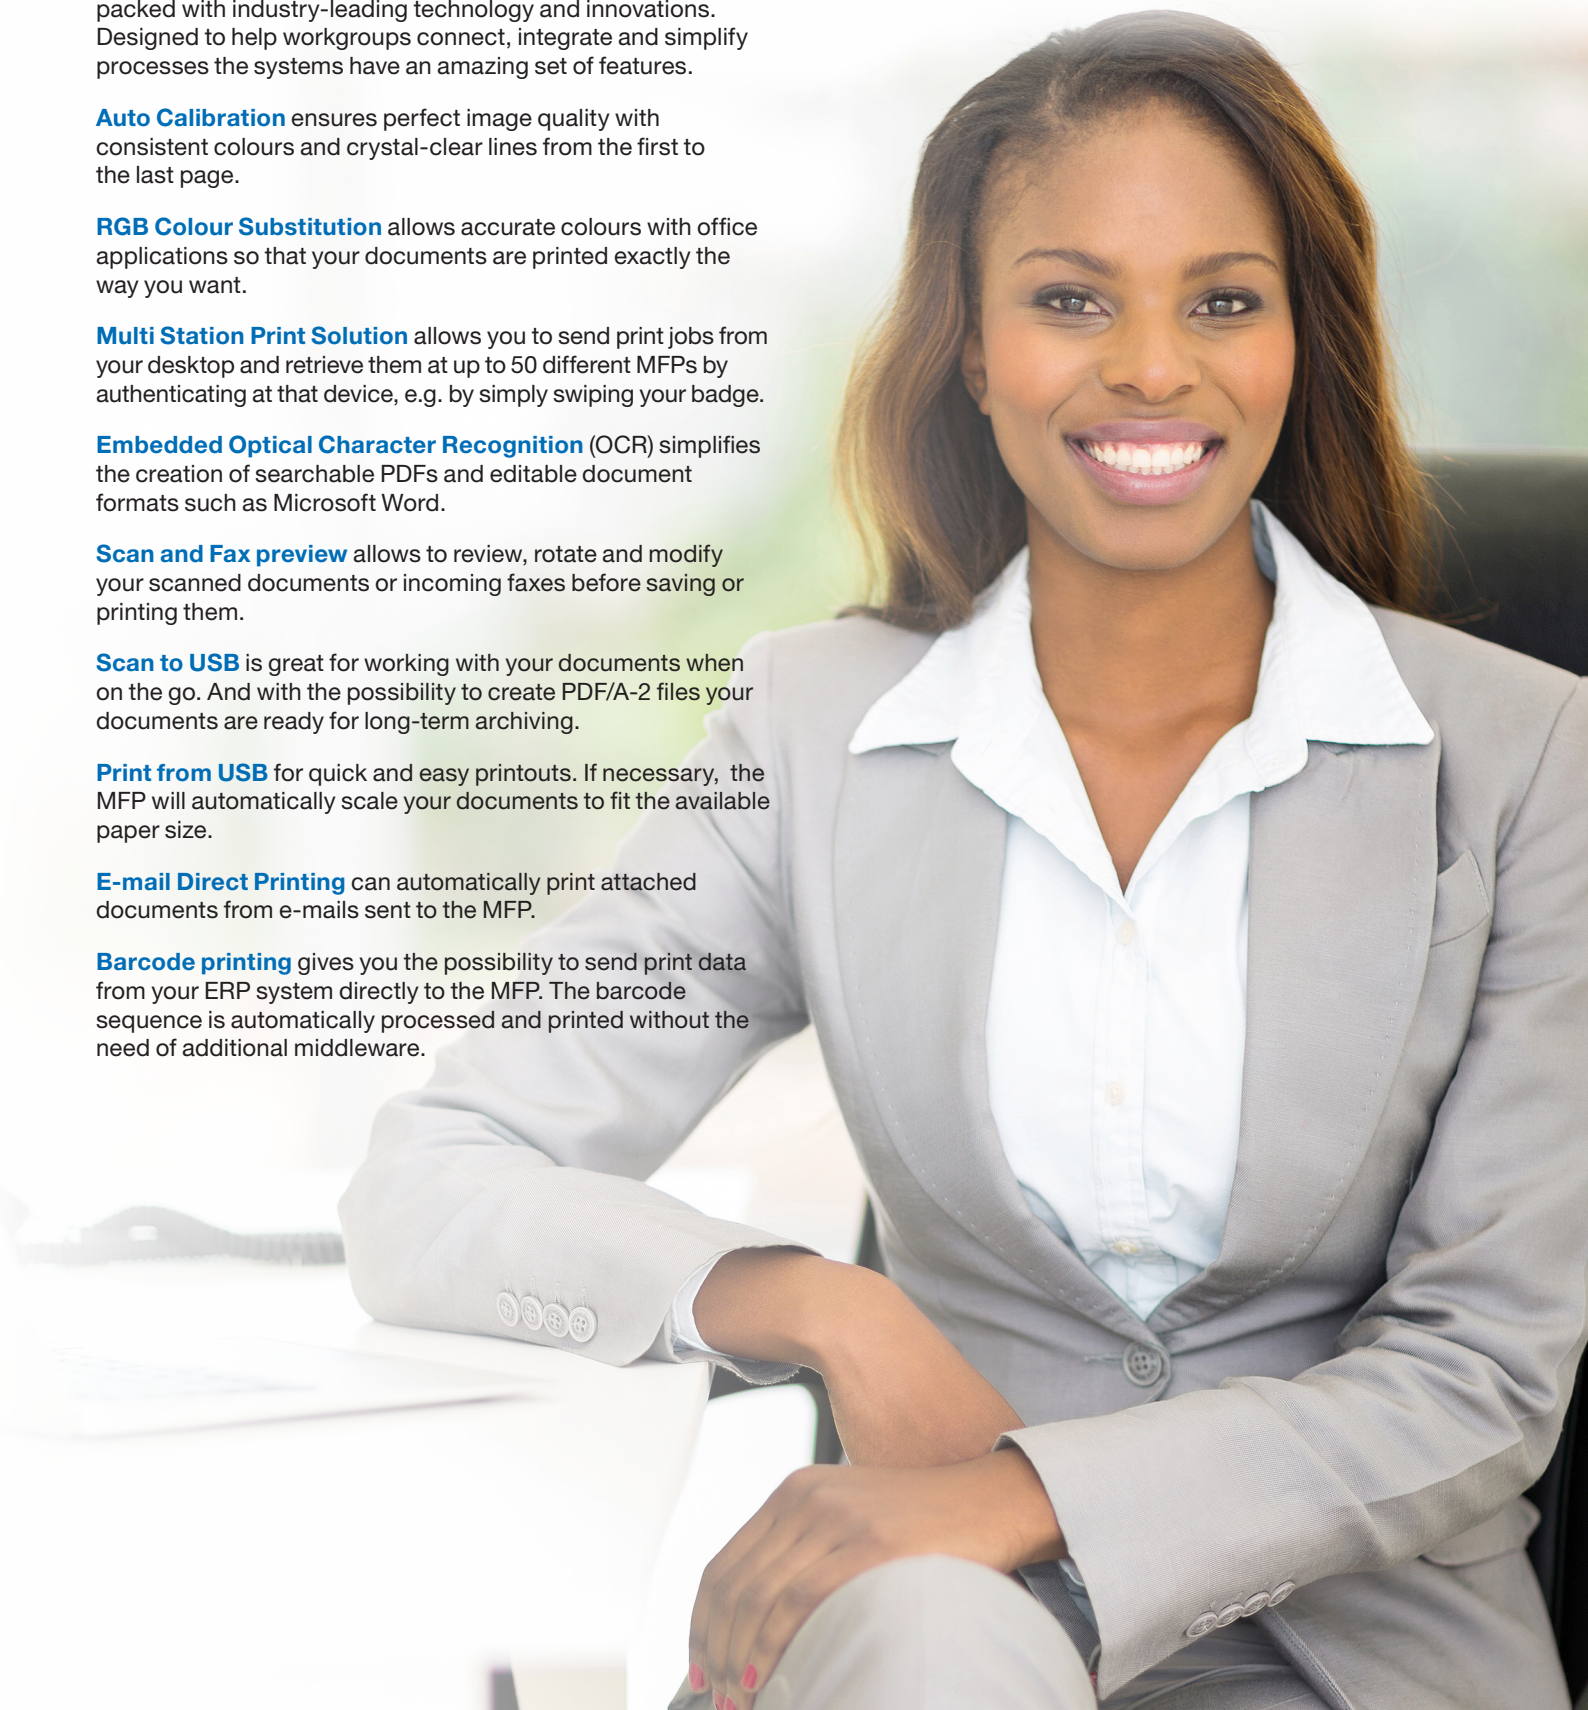 packed with industry-leading technology and innovations.
Designed to help workgroups connect, integrate and simplify
processes the systems have an amazing set of features.
Auto Calibration ensures perfect image quality with
consistent colours and crystal-clear lines from the first to
the last page.
RGB Colour Substitution allows accurate colours with office
applications so that your documents are printed exactly the
way you want.
Multi Station Print Solution allows you to send print jobs from
your desktop and retrieve them at up to 50 different MFPs by
authenticating at that device, e.g. by simply swiping your badge.
Embedded Optical Character Recognition (OCR) simplifies
the creation of searchable PDFs and editable document
formats such as Microsoft Word.
Scan and Fax preview allows to review, rotate and modify
your scanned documents or incoming faxes before saving or
printing them.
Scan to USB is great for working with your documents when
on the go. And with the possibility to create PDF/A-2 files your
documents are ready for long-term archiving.
Print from USB for quick and easy printouts. If necessary,  the
MFP will automatically scale your documents to fit the available
paper size.
E-mail Direct Printing can automatically print attached
documents from e-mails sent to the MFP.
Barcode printing gives you the possibility to send print data
from your ERP system directly to the MFP. The barcode
sequence is automatically processed and printed without the
need of additional middleware.